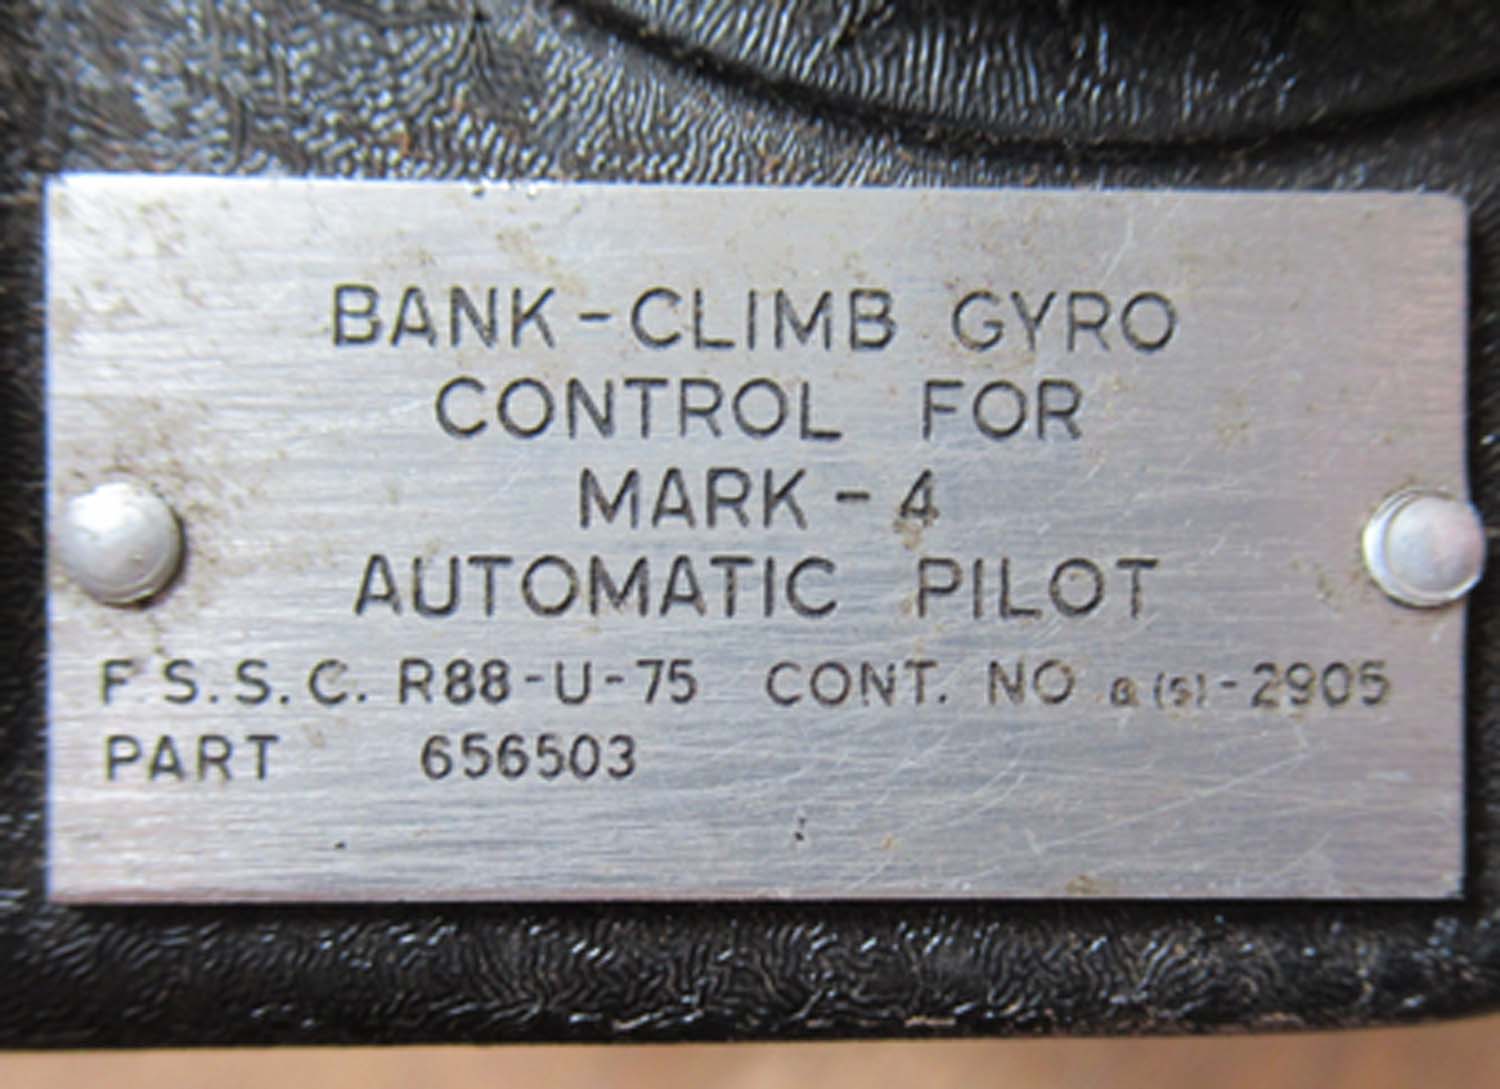 BANK-CLIMB GYRO
CONTROL FOR
MARK-4
AUTOMATIC PILOT
F.S.S.C. R88-U-75 CONT. NO a(s)-2905
PART 656503